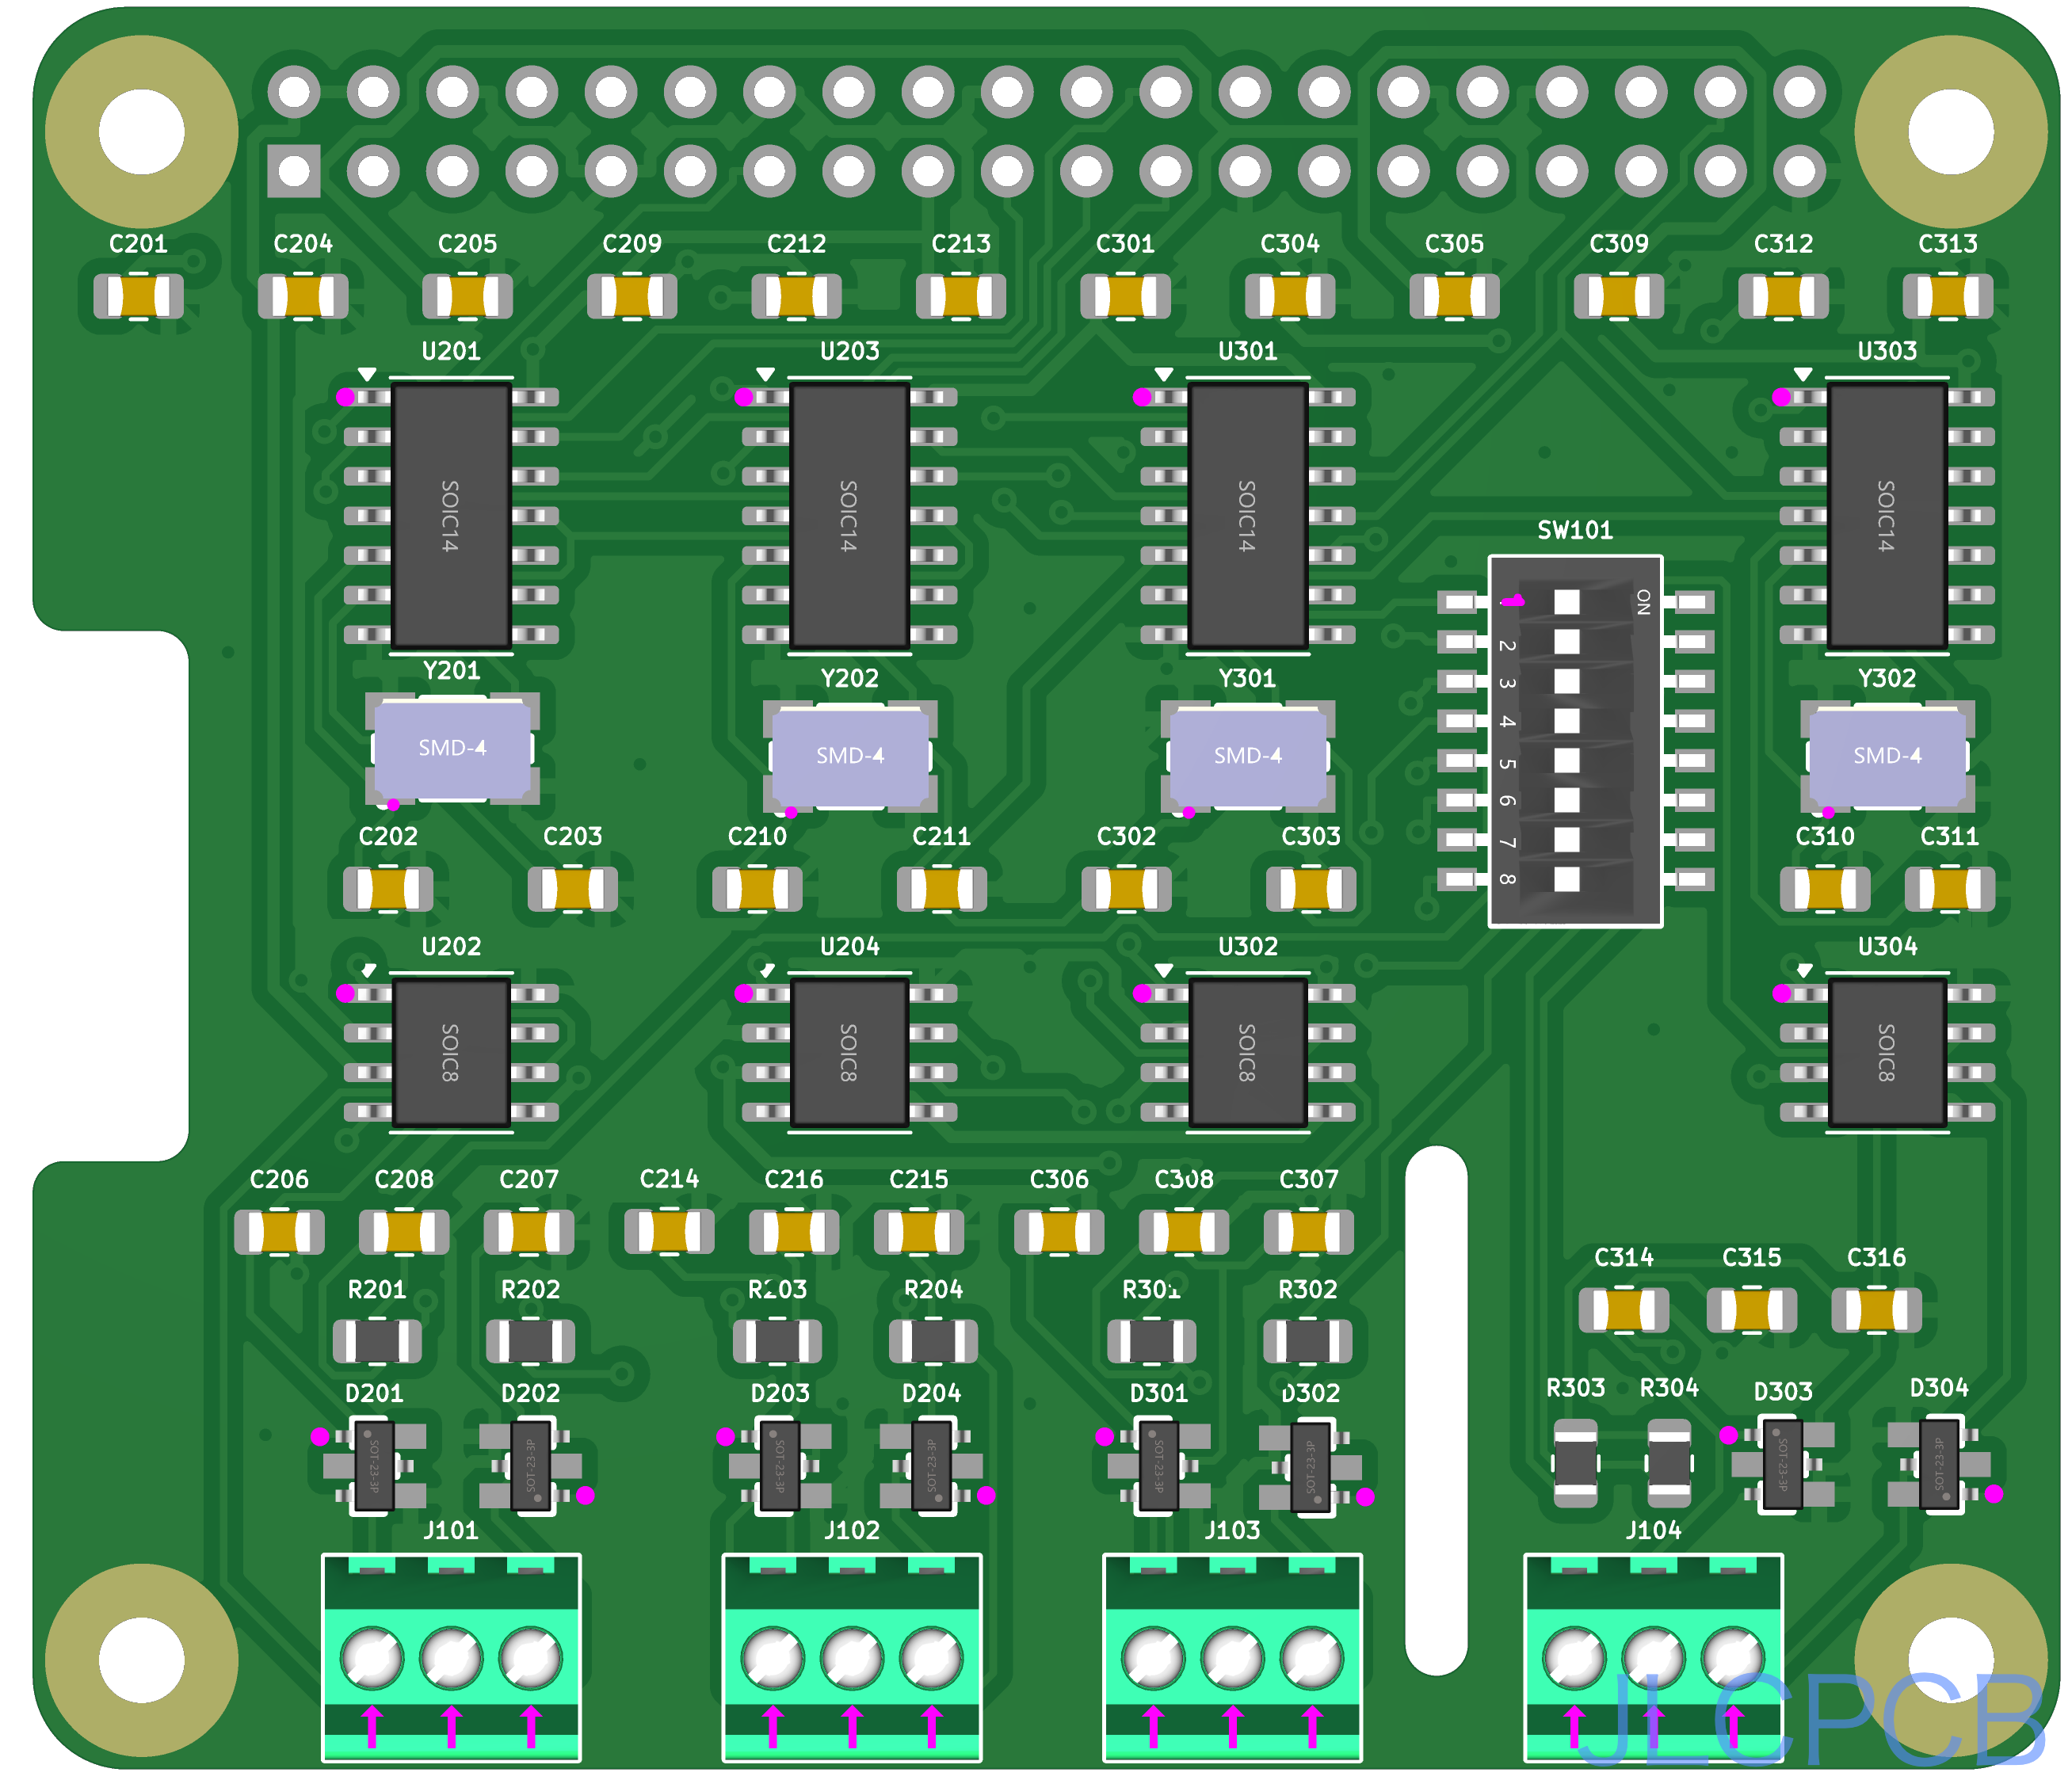 C201 C204 C205 C209 C212 C213 C301 C304 C305 C309 C312 C313
U201 U203 U301 U303
SOIC14 SOIC14 SOIC14 SOIC14
SW101
ON
1
2
3
4
5
6
7
8
Y201 Y202 Y301 Y302
SMD-4 SMD-4 SMD-4 SMD-4
C202 C203 C210 C211 C302 C303 C310 C311
U202 U204 U302 U304
SOIC8 SOIC8 SOIC8 SOIC8
C206 C208 C207 C214 C216 C215 C306 C308 C307
C314 C315 C316
R201 R202 R203 R204 R301 R302
R303 R304
D201 D202 D203 D204 D301 D302 D303 D304
SOT-23-3P SOT-23-3P SOT-23-3P SOT-23-3P SOT-23-3P SOT-23-3P SOT-23-3P SOT-23-3P
J101 J102 J103 J104
JLCPCB